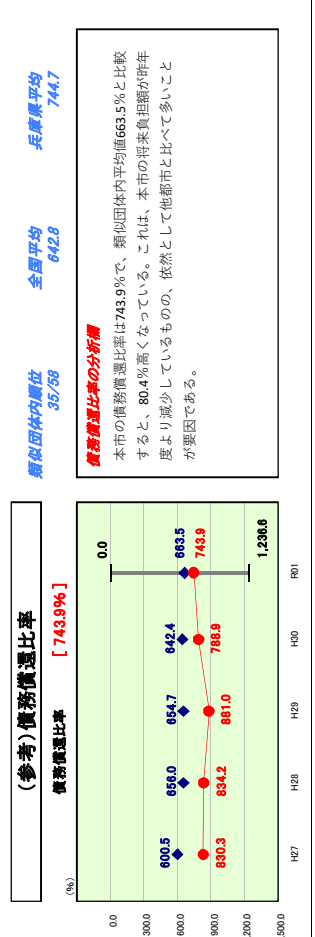 (参考)債務償還比率
債務償還比率 [ 743.9% ]
(%)
0.0
300.0
600.0
900.0
,200.0
,500.0
600.5
656.0
654.7
642.4
663.5
830.3
834.2
881.0
788.9
743.9
0.0
1,236.6
H27
H28
H29
H30
R01
類似団体内順位
35/58
全国平均
642.8
兵庫県平均
744.7
債務償還比率の分析欄
本市の債務償還比率は743.9%で、類似団体内平均値663.5%と比較
すると、80.4%高くなっている。これは、本市の将来負担額が昨年
度より減少しているものの、依然として他都市と比べて多いこと
が要因である。